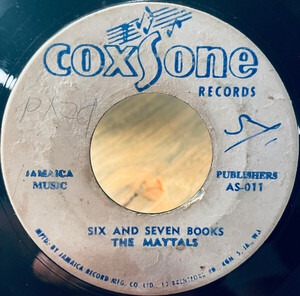 COXSONE
RECORDS
JAMAICA
MUSIC
PUBLISHERS
AS-011
SIX AND SEVEN BOOKS
THE MAYTALS
MFTD. BY JAMAICA RECORD MFG. CO. LTD.